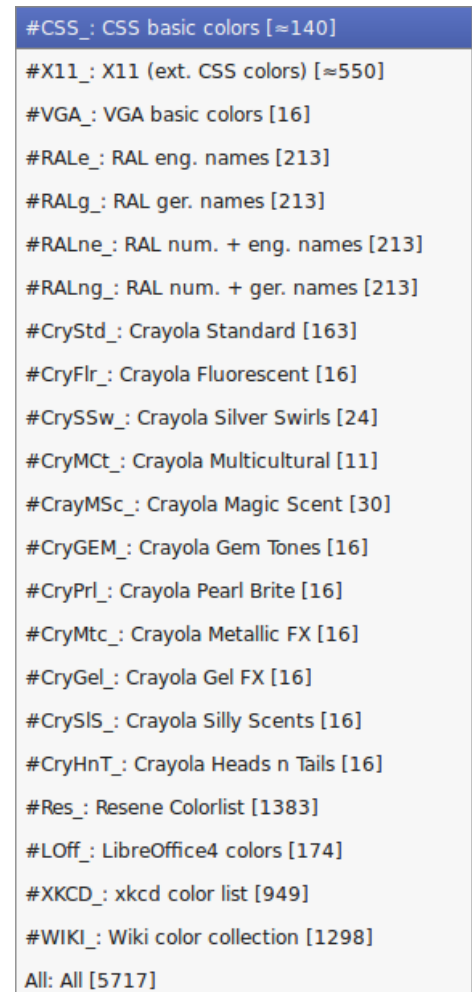 #CSS_: CSS basic colors [≈140]
#X11_: X11 (ext. CSS colors) [≈550]
#VGA_: VGA basic colors [16]
#RALe_: RAL eng. names [213]
#RALg_: RAL ger. names [213]
#RALne_: RAL num. + eng. names [213]
#RALng_: RAL num. + ger. names [213]
#CryStd_: Crayola Standard [163]
#CryFlr_: Crayola Fluorescent [16]
#CrySSw_: Crayola Silver Swirls [24]
#CryMCt_: Crayola Multicultural [11]
#CrayMSc_: Crayola Magic Scent [30]
#CryGEM_: Crayola Gem Tones [16]
#CryPrl_: Crayola Pearl Brite [16]
#CryMtc_: Crayola Metallic FX [16]
#CryGel_: Crayola Gel FX [16]
#CrySlS_: Crayola Silly Scents [16]
#CryHnT_: Crayola Heads n Tails [16]
#Res_: Resene Colorlist [1383]
#LOff_: LibreOffice4 colors [174]
#XKCD_: xkcd color list [949]
#WIKI_: Wiki color collection [1298]
All: All [5717]